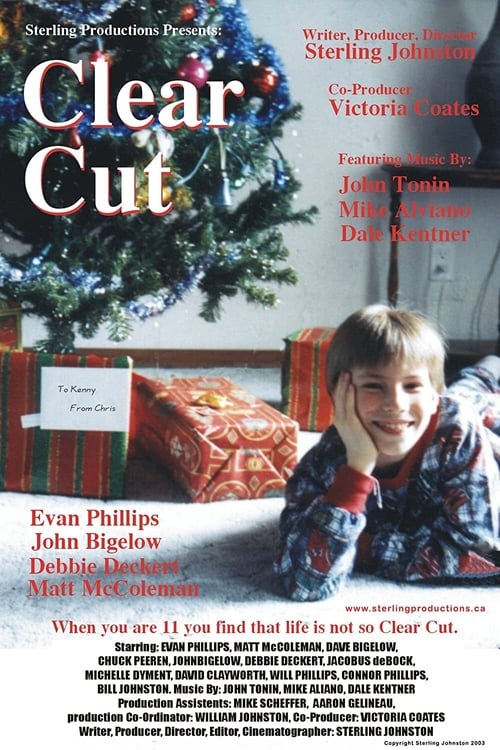 Sterling Productions Presents:
Clear
Cut
Writer, Producer, Director
Sterling Johnston
Co-Producer
Victoria Coates
Featuring Music By:
John Tonin
Mike Alviano
Dale Kentner
To Kenny
From Chris
Evan Phillips
John Bigelow
Debbie Deckert
Matt McColeman
www.sterlingproductions.ca
When you are 11 you find that life is not so Clear Cut.
Starring: EVAN PHILLIPS, MATT McCOLEMAN, DAVE BIGELOW,
CHUCK PEEREN, JOHNBIGELOW, DEBBIE DECKERT, JACOBUS deBOCK,
MICHELLE DYMENT, DAVID CLAYWORTH, WILL PHILLIPS, CONNOR PHILLIPS,
BILL JOHNSTON. Music By: JOHN TONIN, MIKE ALIANO, DALE KENTNER
Production Assistents: MIKE SCHEFFER, AARON GELINEAU,
production Co-Ordinator: WILLIAM JOHNSTON, Co-Producer: VICTORIA COATES
Writer, Producer, Director, Editor, Cinematographer: STERLING JOHNSTON
Copyright Sterling Johnston 2003